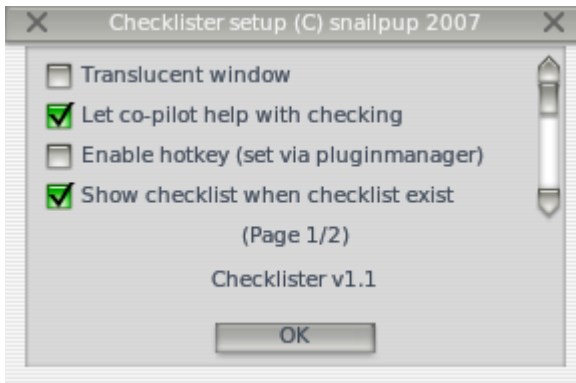 Checklister setup (C) snailpup 2007
Translucent window
Let co-pilot help with checking
Enable hotkey (set via pluginmanager)
Show checklist when checklist exist
(Page 1/2)
Checklister v1.1
OK